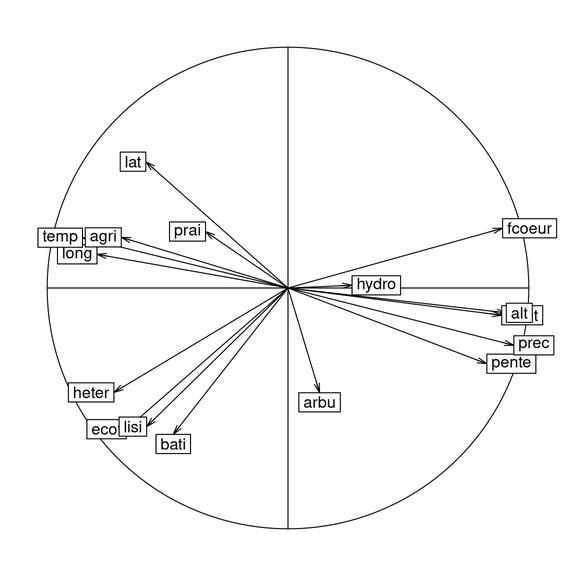 lat
fcoeur
prai
temp
agri
long
hydro
alt
t
prec
pente
heter
arbu
eco
lisi
bati